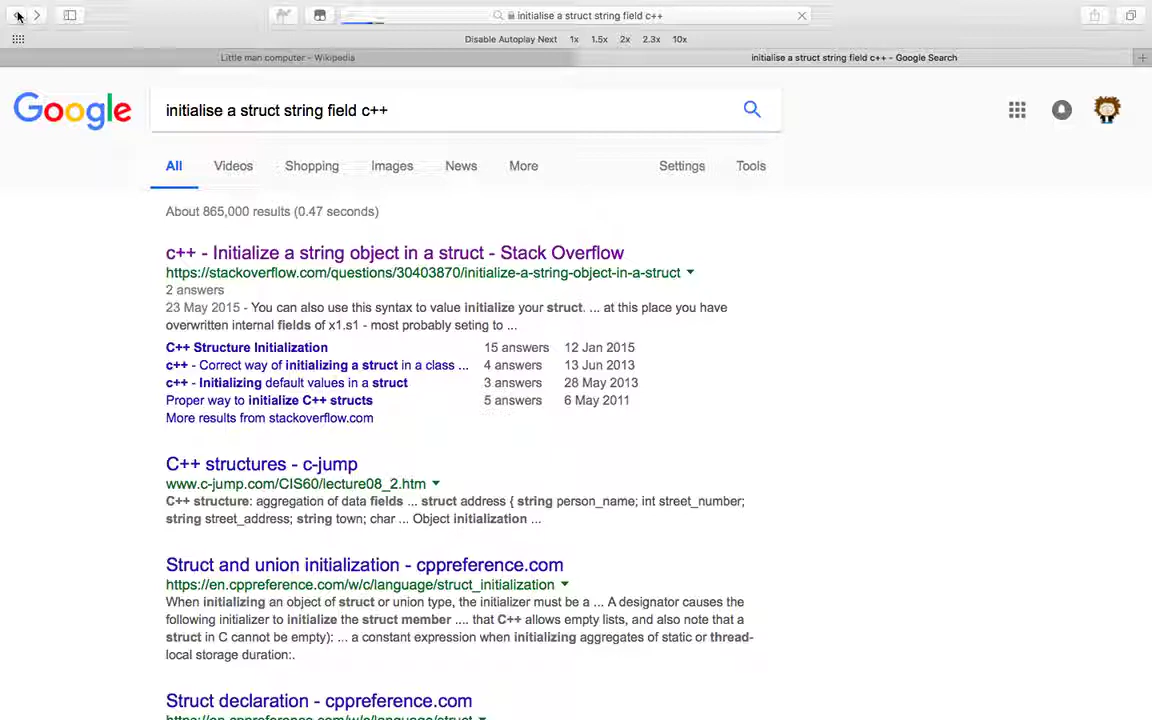 initialise a struct string field c++
Disable Autoplay Next 1x 1.5x 2x 2.3x 10x
Little man computer – Wikipedia
initialise a struct string field c++ - Google Search
Google
initialise a struct string field c++
All Videos Shopping Images News More Settings Tools
About 865,000 results (0.47 seconds)
c++ - Initialize a string object in a struct - Stack Overflow
https://stackoverflow.com/questions/30403870/initialize-a-string-object-in-a-struct
2 answers
23 May 2015 - You can also use this syntax to value initialize your struct. ... at this place you have
overwritten internal fields of x1.s1 - most probably seting to ...
C++ Structure Initialization 15 answers 12 Jan 2015
c++ - Correct way of initializing a struct in a class ... 4 answers 13 Jun 2013
c++ - Initializing default values in a struct 3 answers 28 May 2013
Proper way to initialize C++ structs 5 answers 6 May 2011
More results from stackoverflow.com
C++ structures - c-jump
www.c-jump.com/CIS60/lecture08_2.htm
C++ structure: aggregation of data fields ... struct address { string person_name; int street_number;
string street_address; string town; char ... Object initialization ...
Struct and union initialization - cppreference.com
https://en.cppreference.com/w/c/language/struct_initialization
When initializing an object of struct or union type, the initializer must be a ... A designator causes the
following initializer to initialize the struct member .... that C++ allows empty lists, and also note that a
struct in C cannot be empty): ... a constant expression when initializing aggregates of static or thread-
local storage duration:.
Struct declaration - cppreference.com
https://en.cppreference.com/w/c/language/struct